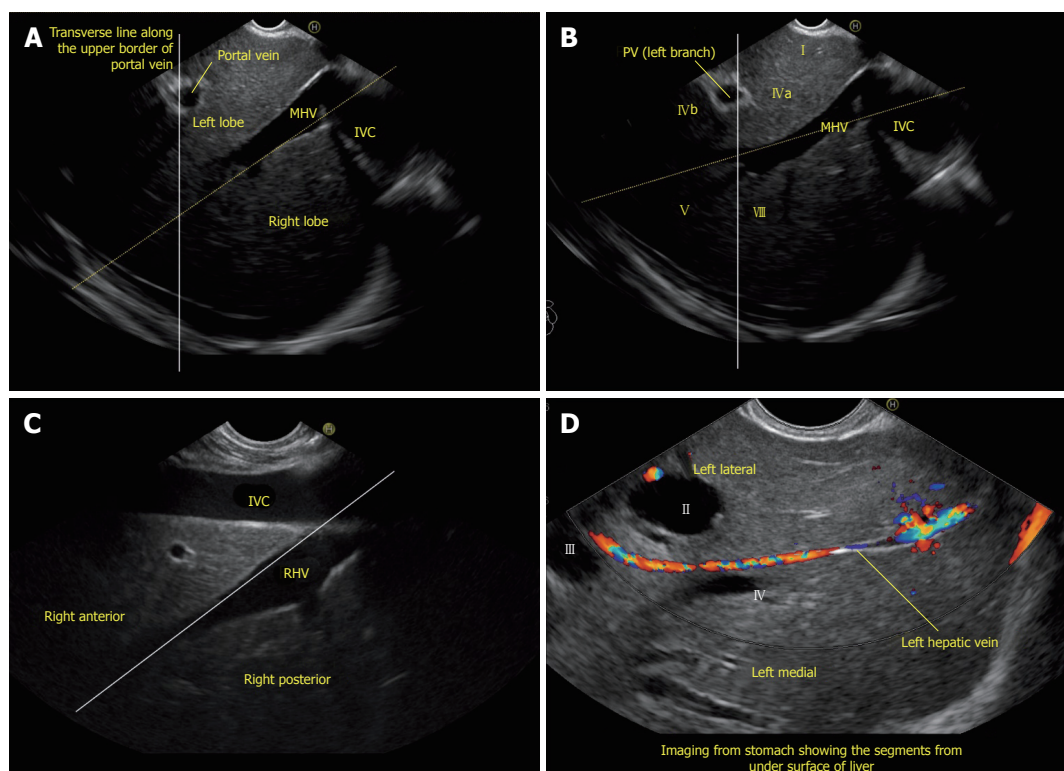 A
Transverse line along
the upper border of
portal vein
Portal vein
H
Left lobe
MHV
IVC
Right lobe
B
H
I
PV (left branch)
IVa
IVb
MHV
IVC
V
VIII
C
H
IVC
RHV
Right anterior
Right posterior
D
H
Left lateral
II
III
IV
Left hepatic vein
Left medial
Imaging from stomach showing the segments from
under surface of liver